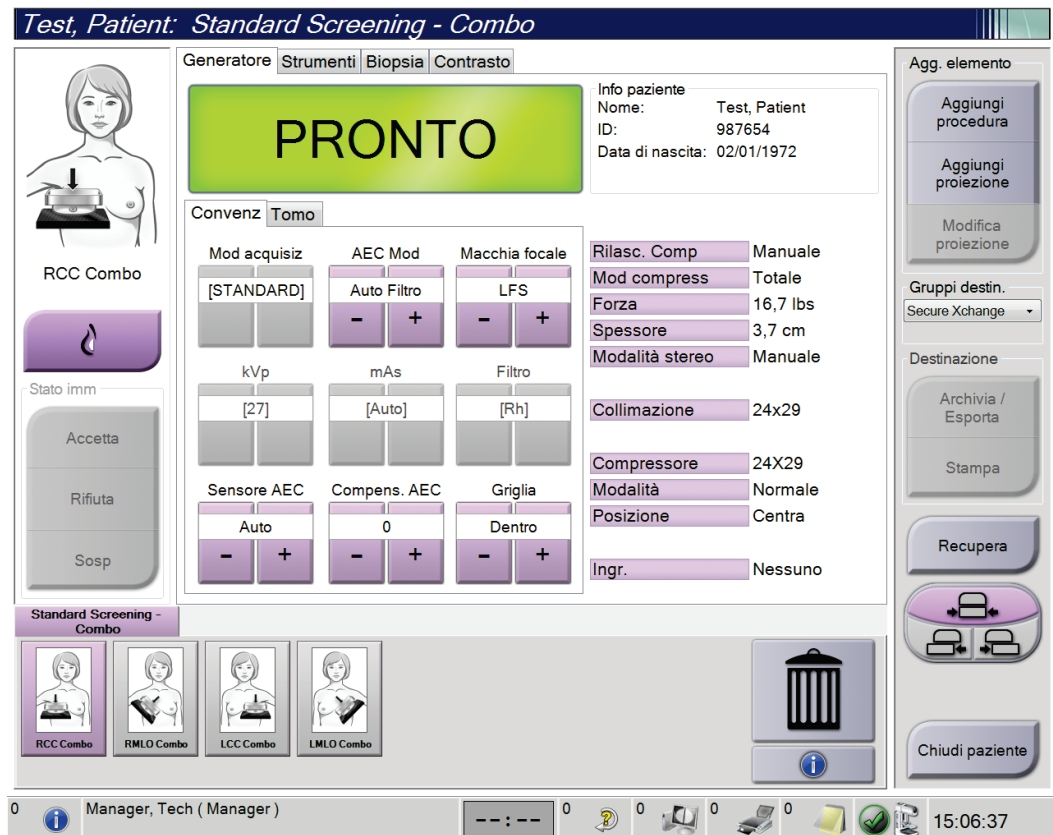 Test, Patient: Standard Screening - Combo
Generatore Strumenti Biopsia Contrasto
PRONTO
Info paziente
Nome: Test, Patient
ID: 987654
Data di nascita: 02/01/1972
RCC Combo
Stato imm
Accetta
Rifiuta
Sosp
Convenz Tomo
Mod acquisiz AEC Mod Macchia focale
[STANDARD] Auto Filtro LFS
- + - +
kVp mAs Filtro
[27] [Auto] [Rh]
Sensore AEC Compens. AEC Griglia
Auto 0 Dentro
- + - + - +
Rilasc. Comp Manuale
Mod compress Totale
Forza 16,7 lbs
Spessore 3,7 cm
Modalità stereo Manuale
Collimazione 24x29
Compressore 24X29
Modalità Normale
Posizione Centra
Ingr. Nessuno
Agg. elemento
Aggiungi
procedura
Aggiungi
proiezione
Modifica
proiezione
Gruppi destin.
Secure Xchange
Destinazione
Archivia /
Esporta
Stampa
Recupera
Chiudi paziente
Standard Screening -
Combo
RCC Combo RMLO Combo LCC Combo LMLO Combo
0 Manager, Tech ( Manager ) --:-- 0 0 0 0 15:06:37